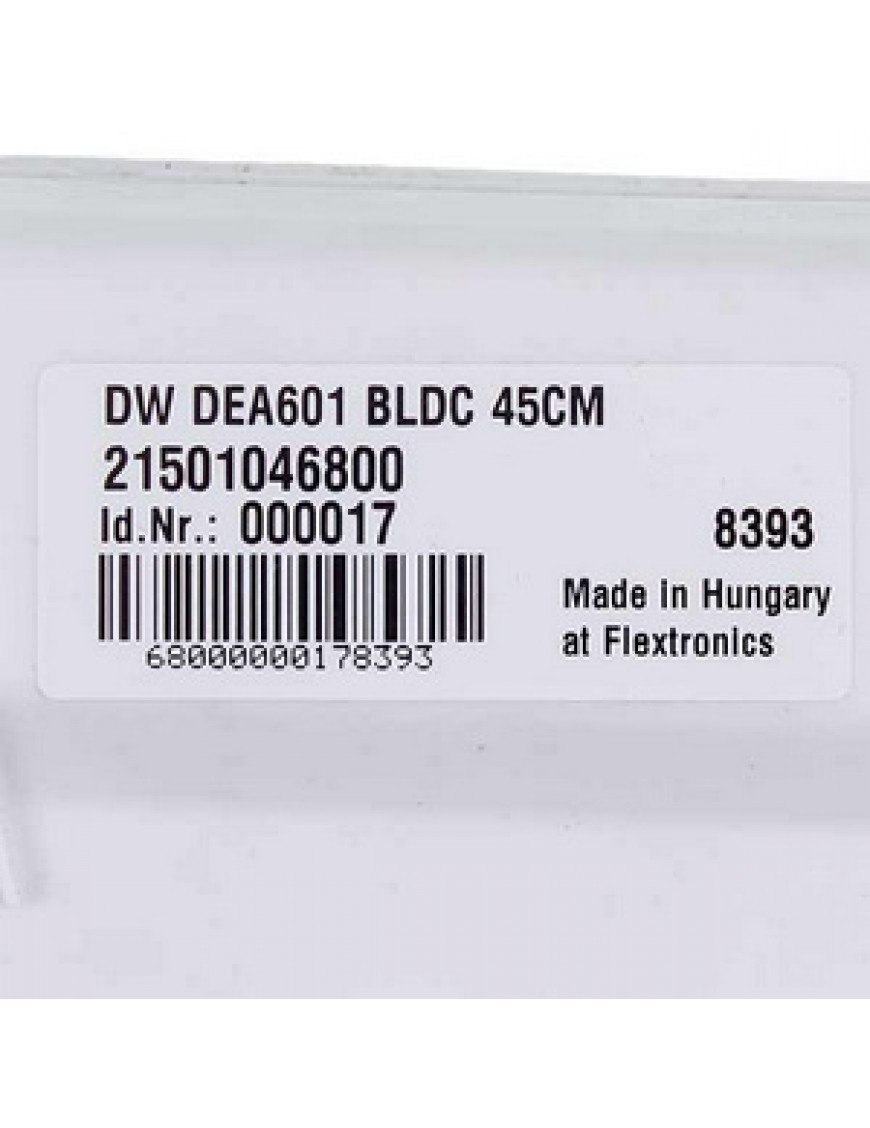 DW DEA601 BLDC 45CM
21501046800
Id.Nr.: 000017
8393
Made in Hungary
at Flextronics
68000000178393